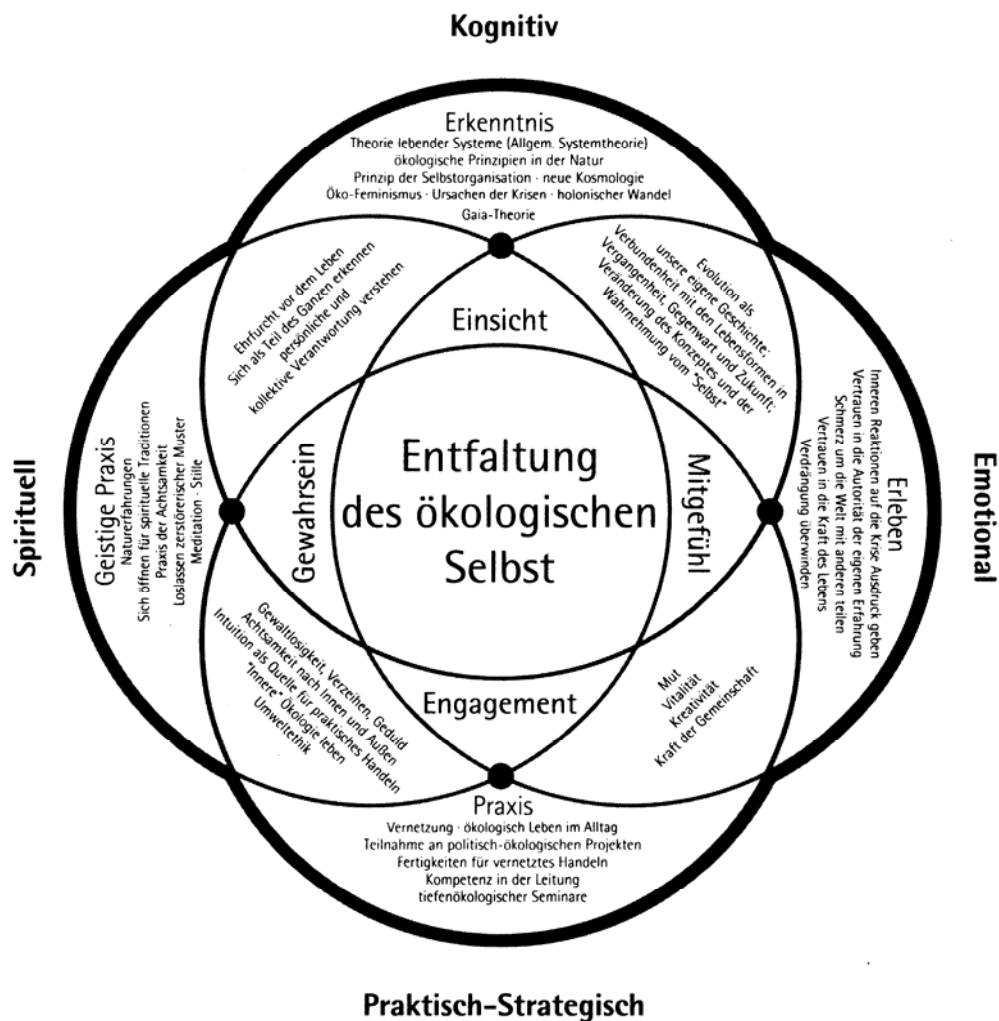 Kognitiv
Erkenntnis
Theorie lebender Systeme (Allgem. Systemtheorie)
ökologische Prinzipien in der Natur
Prinzip der Selbstorganisation · neue Kosmologie
Öko-Feminismus · Ursachen der Krisen · holonischer Wandel
Gaia-Theorie
Ehrfurcht vor dem Leben
Sich als Teil des Ganzen erkennen
persönliche und
kollektive Verantwortung verstehen
Einsicht
Evolution als
unsere eigene Geschichte;
Verbundenheit mit den Lebensformen in
Vergangenheit, Gegenwart und Zukunft;
Veränderung des Konzeptes und der
Wahrnehmung vom "Selbst"
Spirituell
Geistige Praxis
Naturerfahrungen
Sich öffnen für spirituelle Traditionen
Praxis der Achtsamkeit
Loslassen zerstörerischer Muster
Meditation · Stille
Gewahrsein
Entfaltung
des ökologischen
Selbst
Mitgefühl
Erleben
Inneren Reaktionen auf die Krise Ausdruck geben
Vertrauen in die Autorität der eigenen Erfahrung
Schmerz um die Welt mit anderen teilen
Vertrauen in die Kraft des Lebens
Verdrängung überwinden
Emotional
Gewaltlosigkeit, Verzeihen, Geduld
Achtsamkeit nach Innen und Außen
Intuition als Quelle für praktisches Handeln
"Innere" Ökologie leben
Umweltethik
Engagement
Mut
Vitalität
Kreativität
Kraft der Gemeinschaft
Praxis
Vernetzung · ökologisch Leben im Alltag
Teilnahme an politisch-ökologischen Projekten
Fertigkeiten für vernetztes Handeln
Kompetenz in der Leitung
tiefenökologischer Seminare
Praktisch-Strategisch